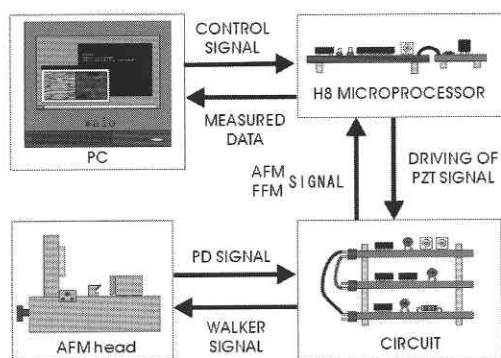 CONTROL
SIGNAL
H8 MICROPROCESSOR
MEASURED
DATA
PC
AFM
FFM SIGNAL
DRIVING OF
PZT SIGNAL
PD SIGNAL
WALKER
SIGNAL
AFM head
CIRCUIT